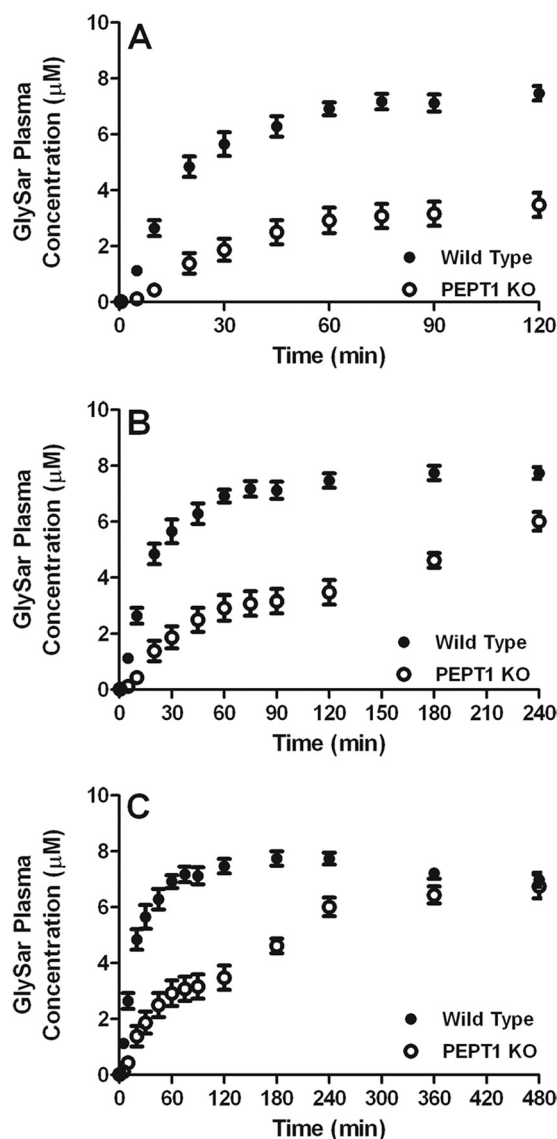 A
GlySar Plasma
Concentration (μM)
10
8
6
4
2
0
Wild Type
PEPT1 KO
0 30 60 90 120
Time (min)
B
GlySar Plasma
Concentration (μM)
10
8
6
4
2
0
Wild Type
PEPT1 KO
0 30 60 90 120 150 180 210 240
Time (min)
C
GlySar Plasma
Concentration (μM)
10
8
6
4
2
0
Wild Type
PEPT1 KO
0 60 120 180 240 300 360 420 480
Time (min)